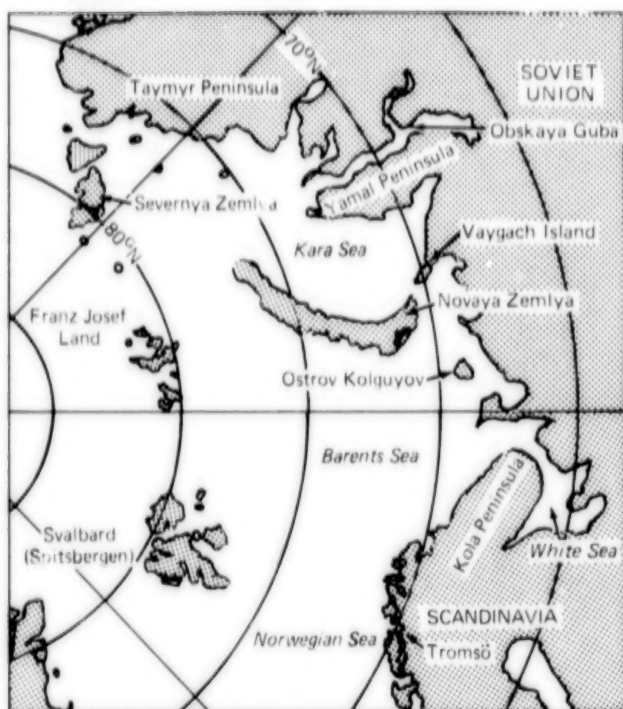 70°N
SOVIET
UNION
Taymyr Peninsula
Obskaya Guba
Yamal Peninsula
Severnya Zemlya
80°N
Vaygach Island
Kara Sea
Novaya Zemlya
Franz Josef
Land
Ostrov Kolguyov
Barents Sea
Kola Peninsula
Svalbard
(Spitsbergen)
White Sea
SCANDINAVIA
Norwegian Sea
Tromsö